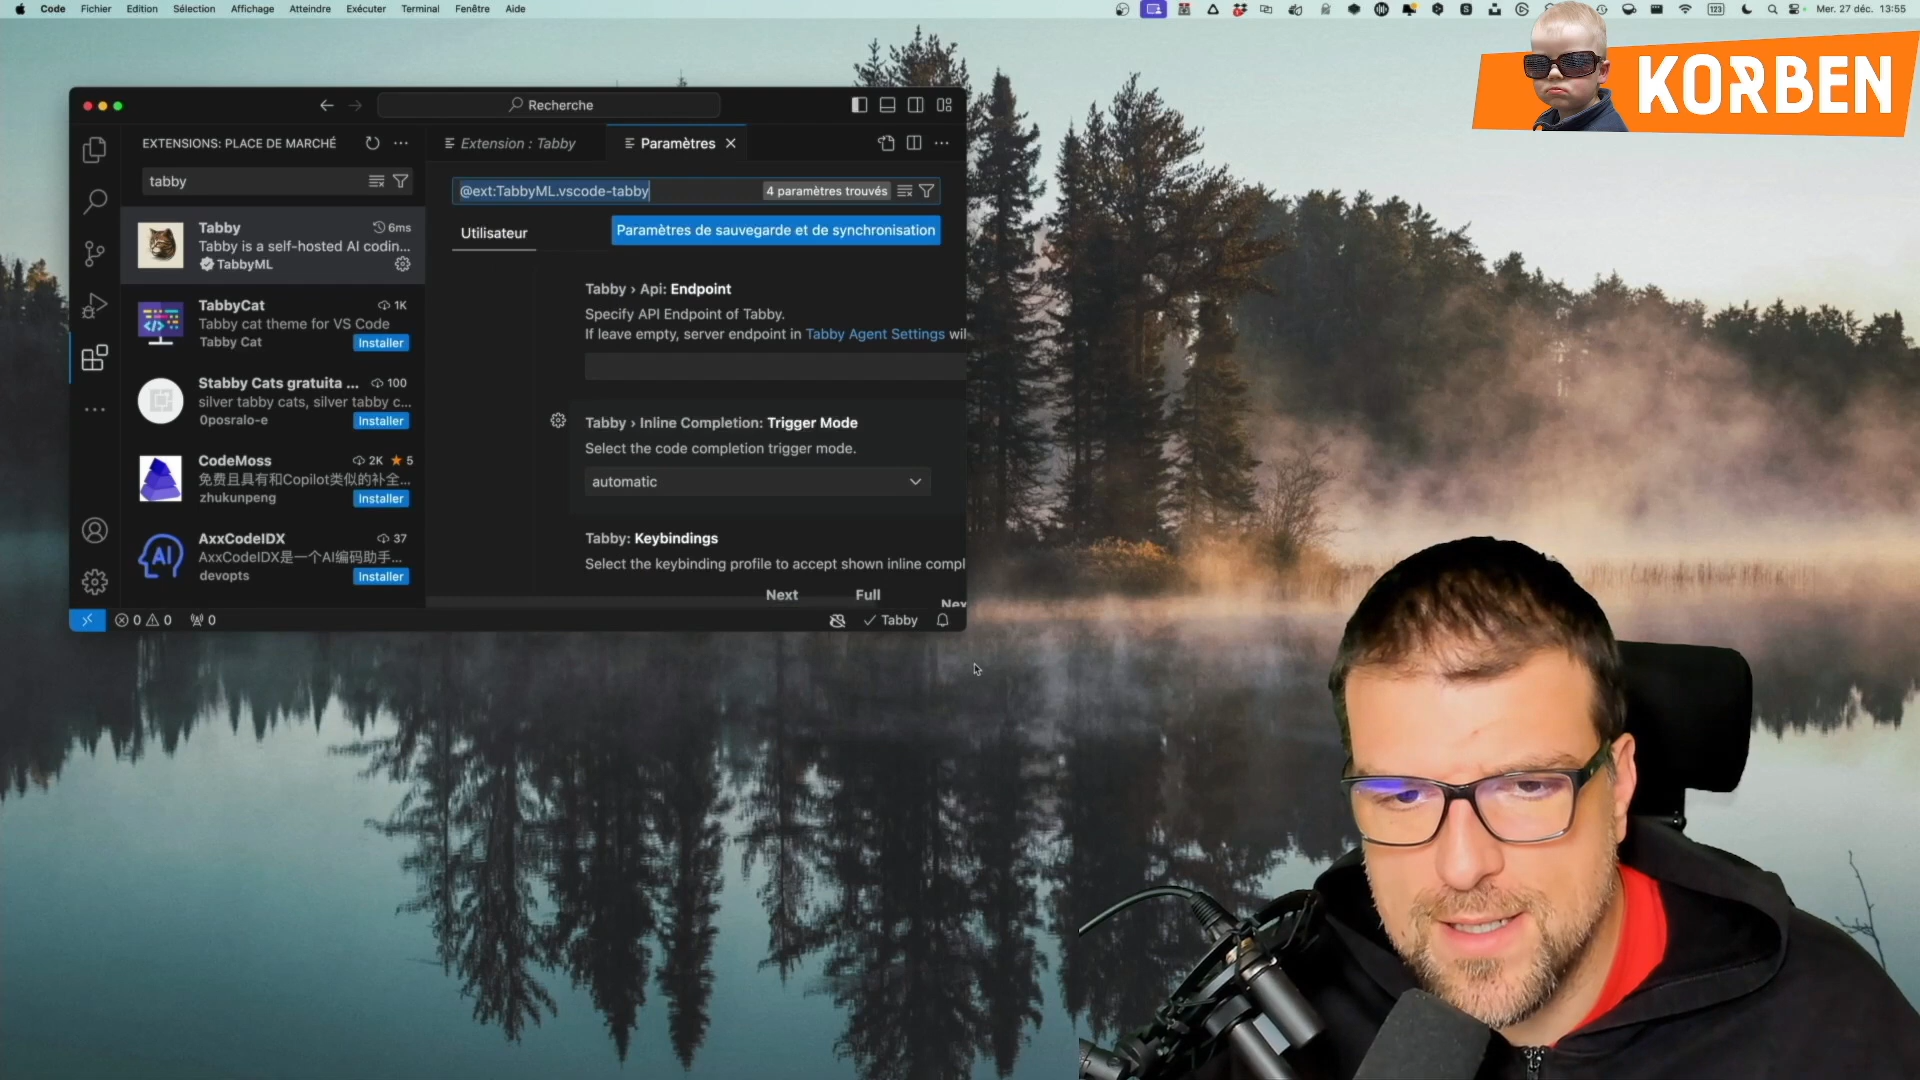 Code Fichier Edition Sélection Affichage Atteindre Exécuter Terminal Fenêtre Aide
123 Mer. 27 déc. 13:55
KORBEN
Recherche
EXTENSIONS: PLACE DE MARCHÉ
Extension : Tabby
Paramètres
tabby
@ext:TabbyML.vscode-tabby
4 paramètres trouvés
Utilisateur
Paramètres de sauvegarde et de synchronisation
Tabby 6ms
Tabby is a self-hosted AI codin...
TabbyML
TabbyCat 1K
Tabby cat theme for VS Code
Tabby Cat Installer
Stabby Cats gratuita ... 100
silver tabby cats, silver tabby c...
0posralo-e Installer
CodeMoss 2K 5
免费且具有和Copilot类似的补全...
zhukunpeng Installer
AxxCodeIDX 37
AxxCodeIDX是一个AI编码助手...
devopts Installer
AI
Tabby › Api: Endpoint
Specify API Endpoint of Tabby.
If leave empty, server endpoint in Tabby Agent Settings wil
Tabby › Inline Completion: Trigger Mode
Select the code completion trigger mode.
automatic
Tabby: Keybindings
Select the keybinding profile to accept shown inline compl
Next Full
0 0 0
Tabby